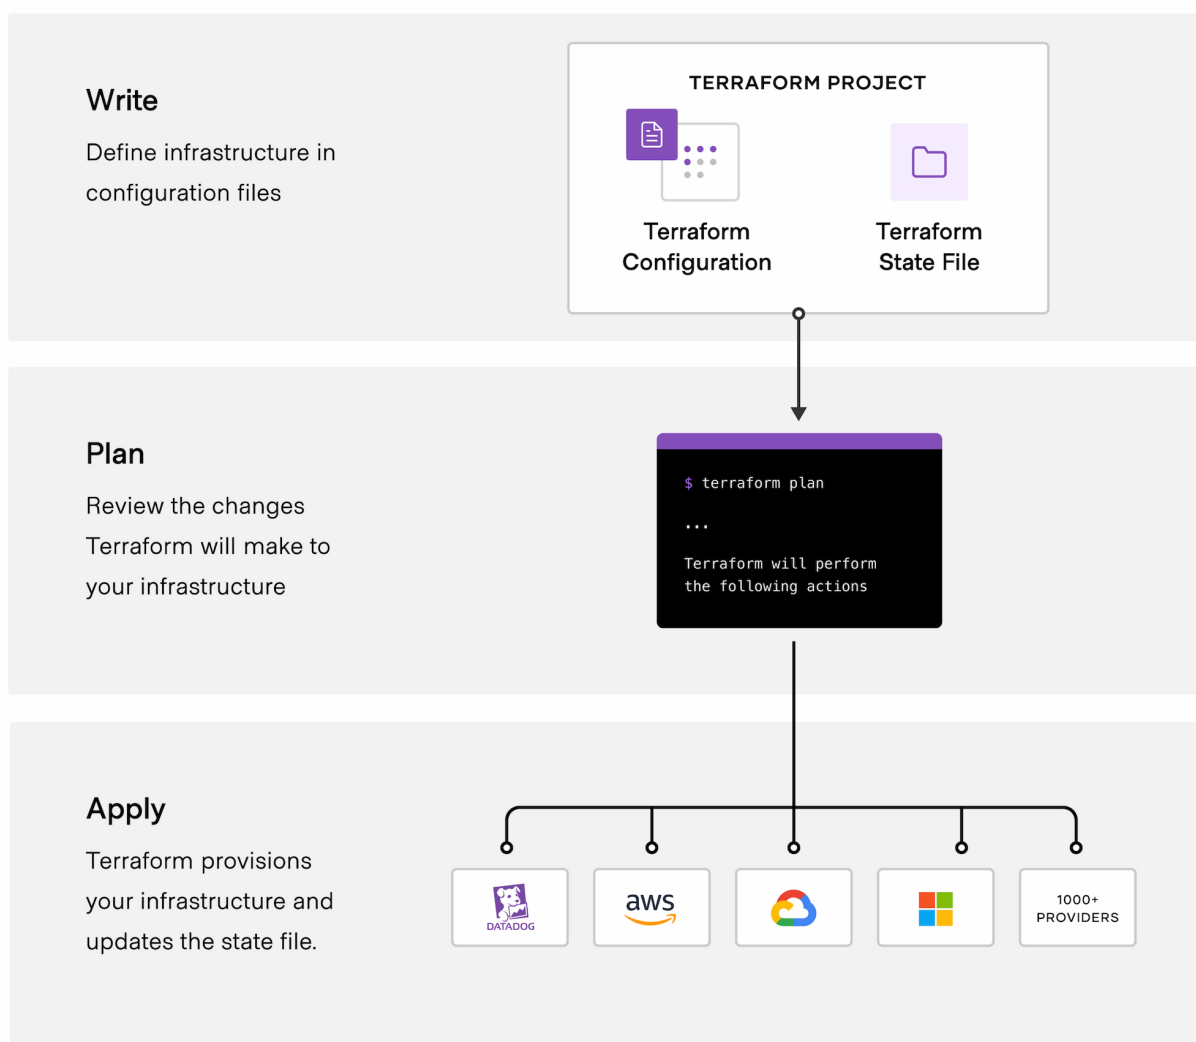 Write
Define infrastructure in
configuration files
TERRAFORM PROJECT
Terraform
Configuration
Terraform
State File
Plan
Review the changes
Terraform will make to
your infrastructure
$ terraform plan
...
Terraform will perform
the following actions
Apply
Terraform provisions
your infrastructure and
updates the state file.
DATADOG
aws
1000+
PROVIDERS